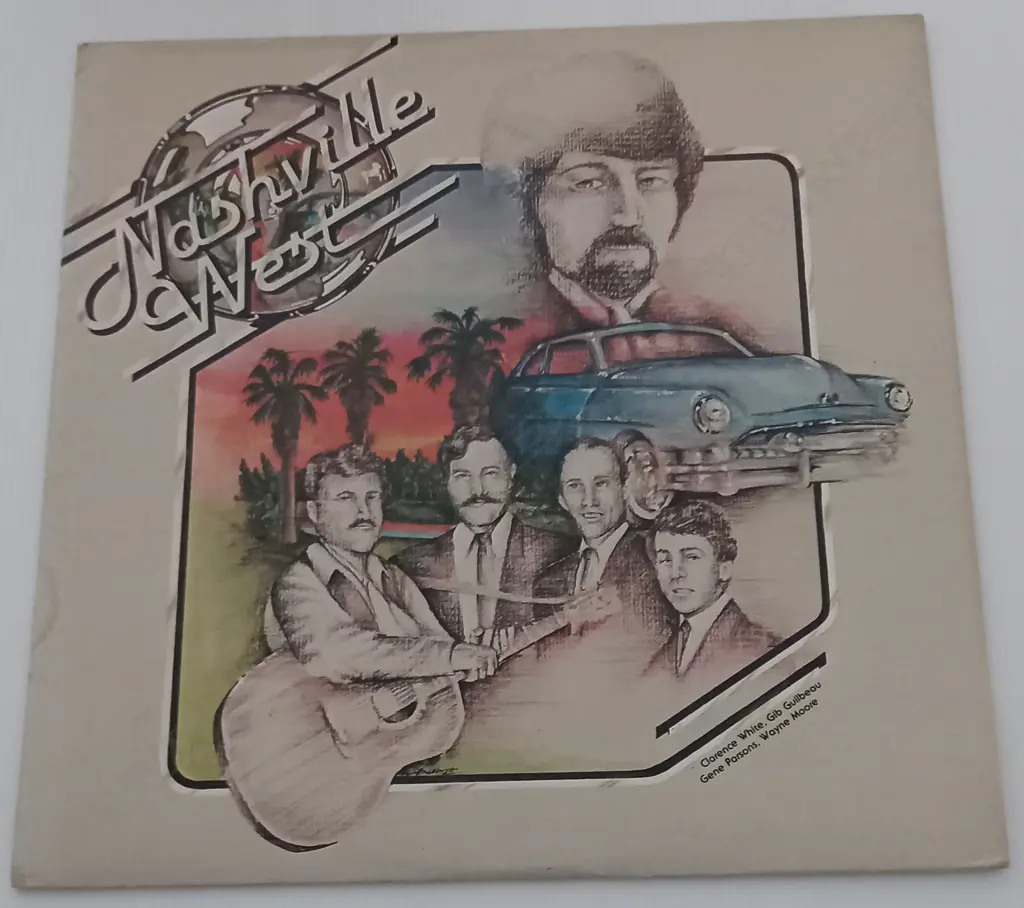 Nashville
West
Clarence White, Gib Guilbeau
Gene Parsons, Wayne Moore